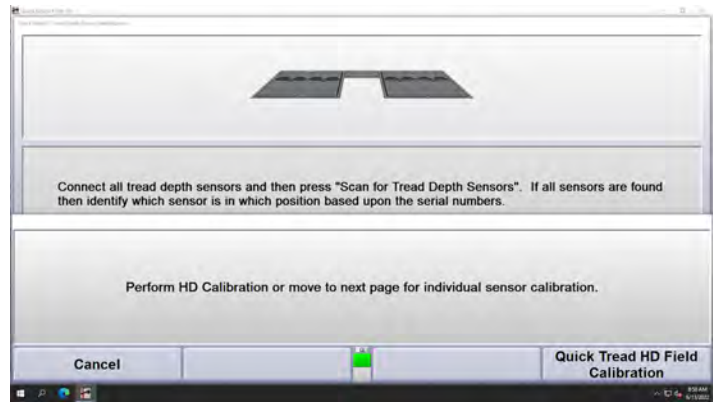 Connect all tread depth sensors and then press "Scan for Tread Depth Sensors". If all sensors are found
then identify which sensor is in which position based upon the serial numbers.
Perform HD Calibration or move to next page for individual sensor calibration.
Cancel
Quick Tread HD Field
Calibration